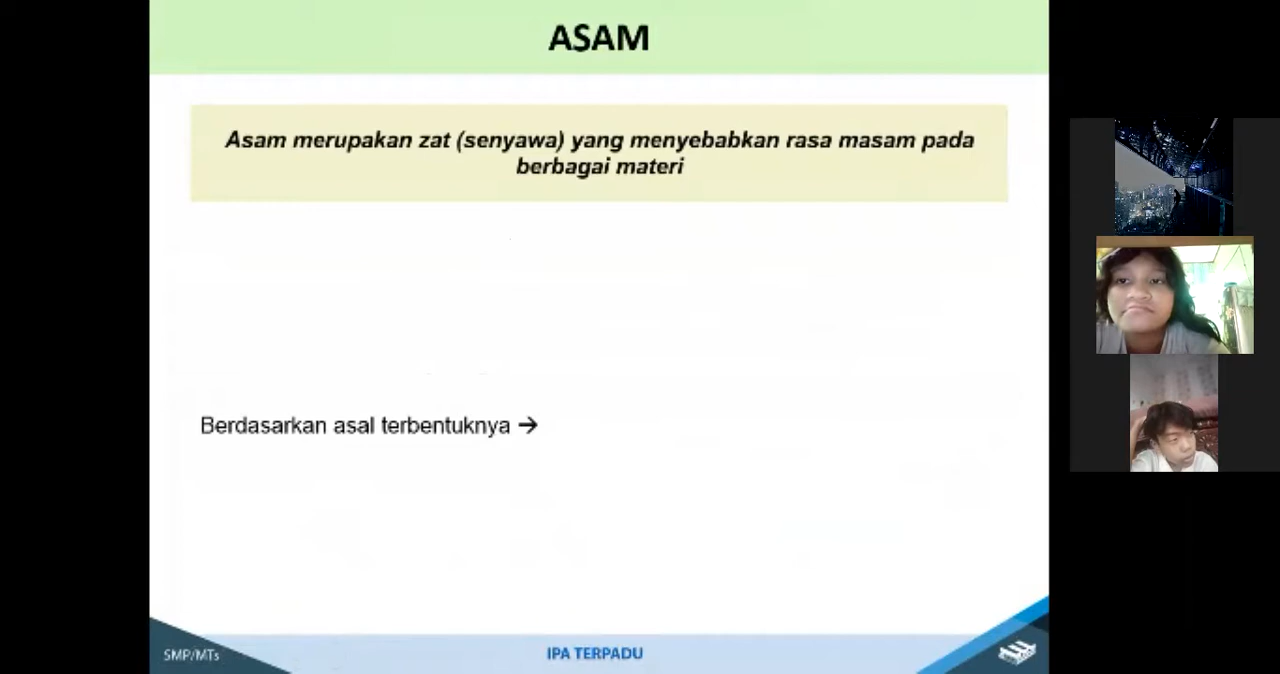 ASAM
Asam merupakan zat (senyawa) yang menyebabkan rasa masam pada
berbagai materi
Berdasarkan asal terbentuknya →
SMP/MTs
IPA TERPADU